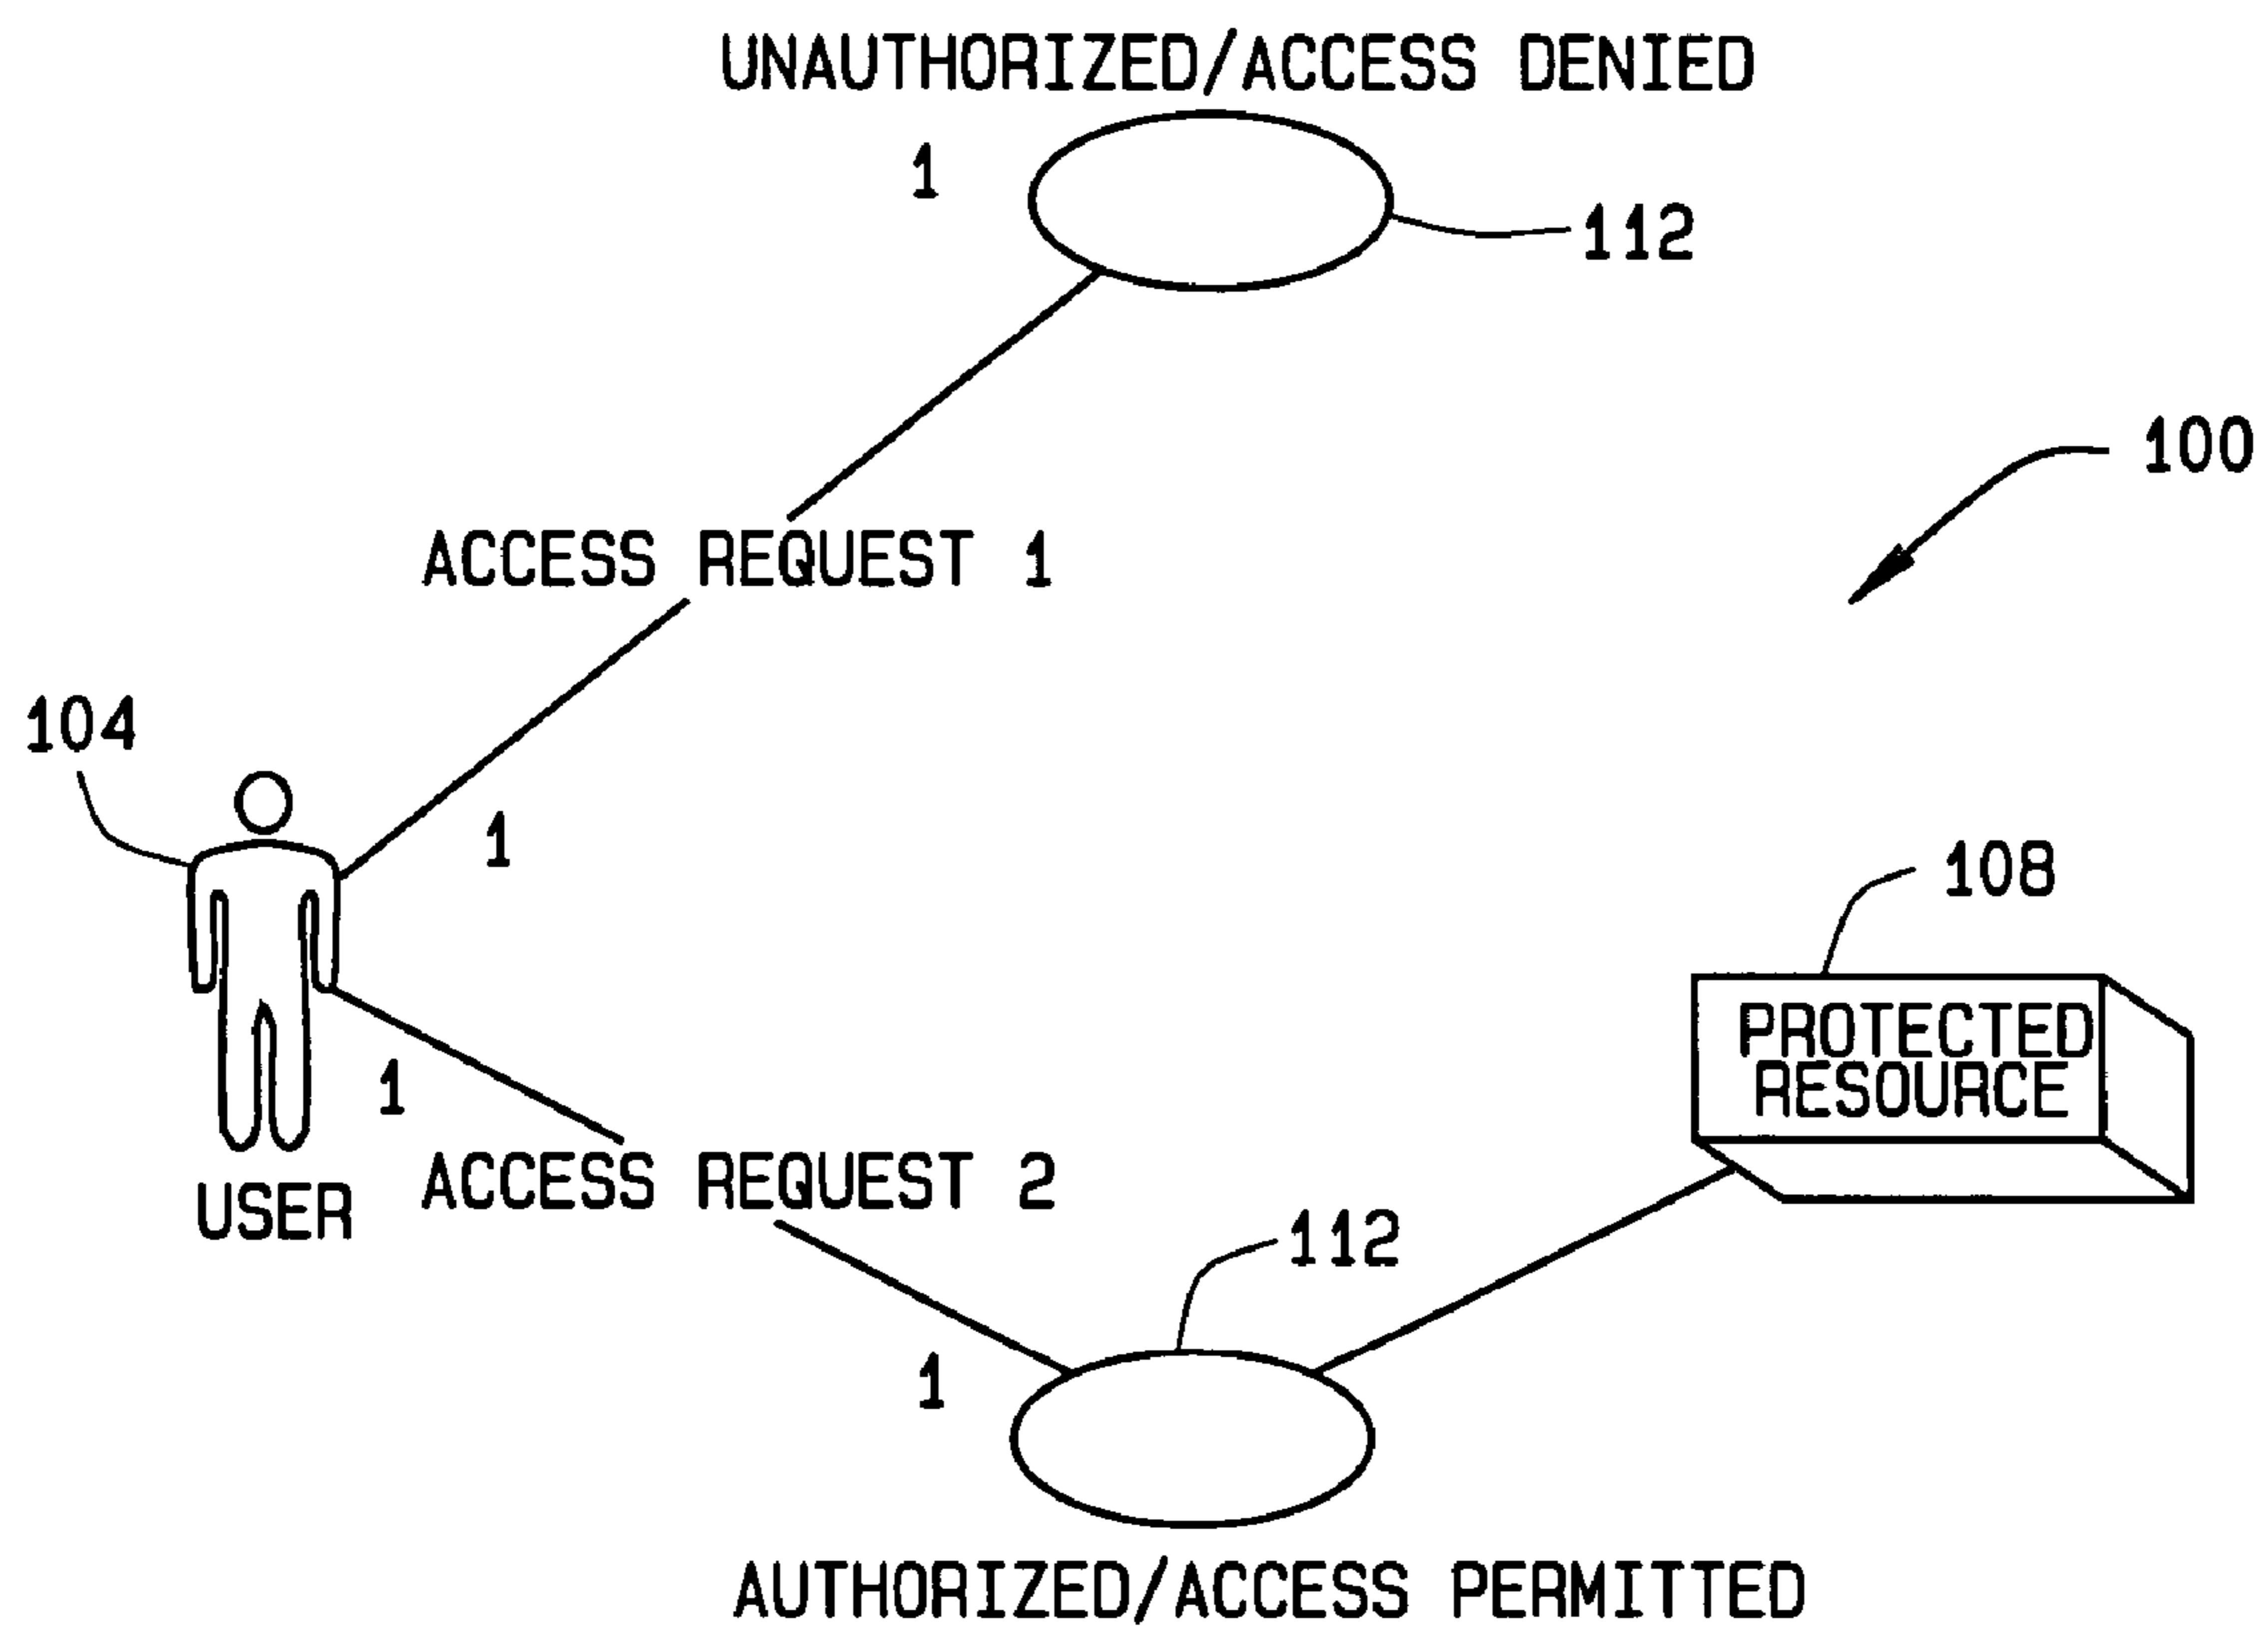 UNAUTHORIZED/ACCESS DENIED
1
112
100
ACCESS REQUEST 1
104
1
108
PROTECTED
RESOURCE
1
ACCESS REQUEST 2
USER
112
1
AUTHORIZED/ACCESS PERMITTED